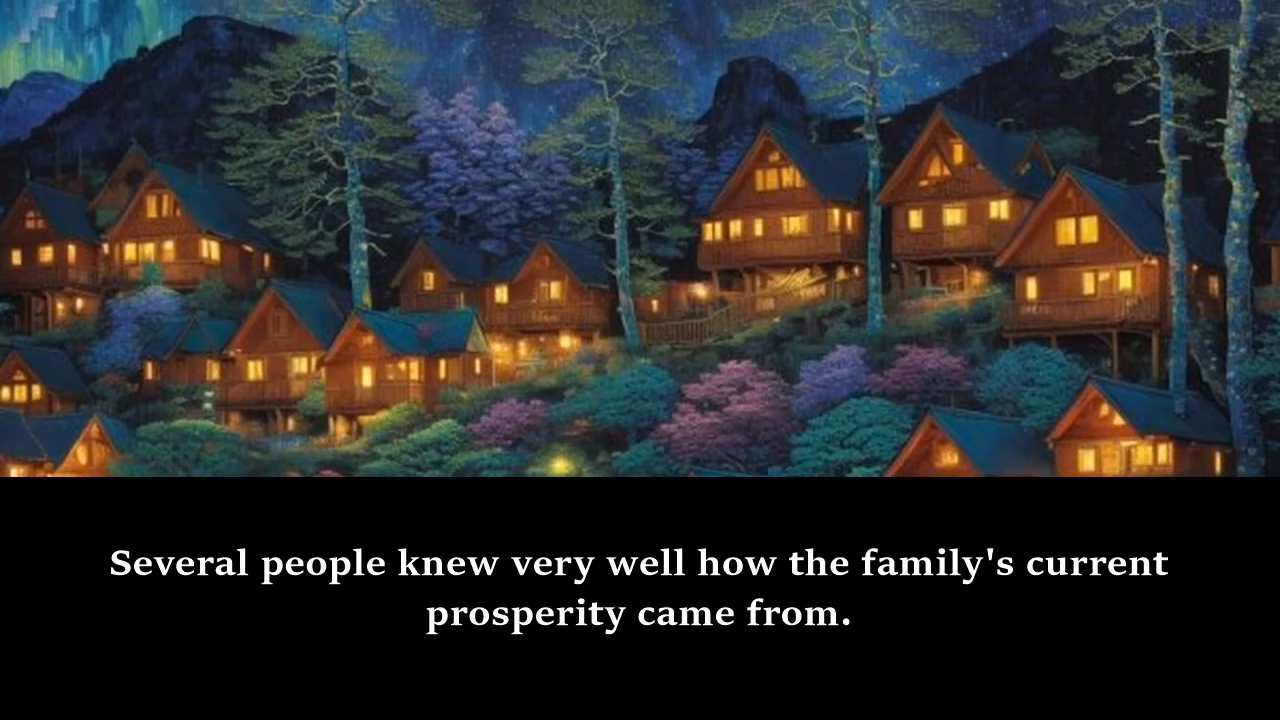 Several people knew very well how the family's current
prosperity came from.